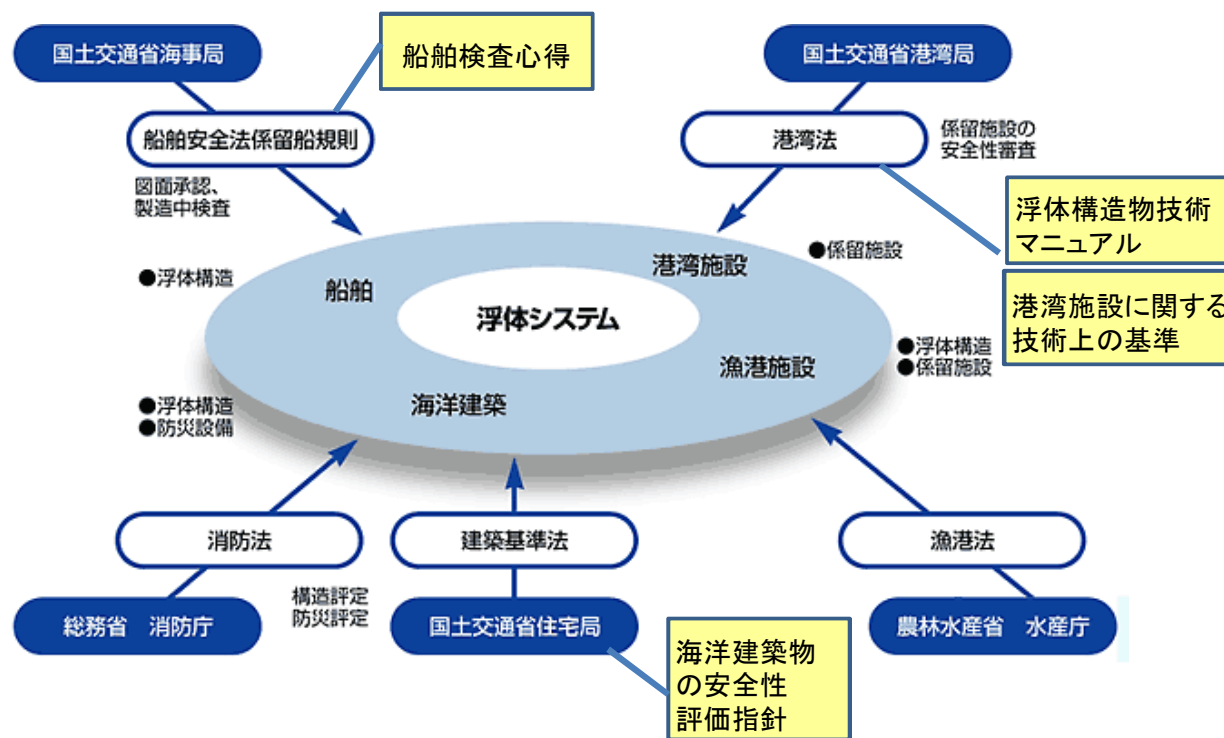 国土交通省海事局
船舶検査心得
国土交通省港湾局
船舶安全法係留船規則
港湾法
係留施設の
安全性審査
図面承認、
製造中検査
浮体構造物技術
マニュアル
港湾施設に関する
技術上の基準
●浮体構造
船舶
港湾施設
●係留施設
浮体システム
漁港施設
●浮体構造
●係留施設
海洋建築
●浮体構造
●防災設備
消防法
建築基準法
漁港法
構造評定
防災評定
総務省 消防庁
国土交通省住宅局
農林水産省 水産庁
海洋建築物
の安全性
評価指針